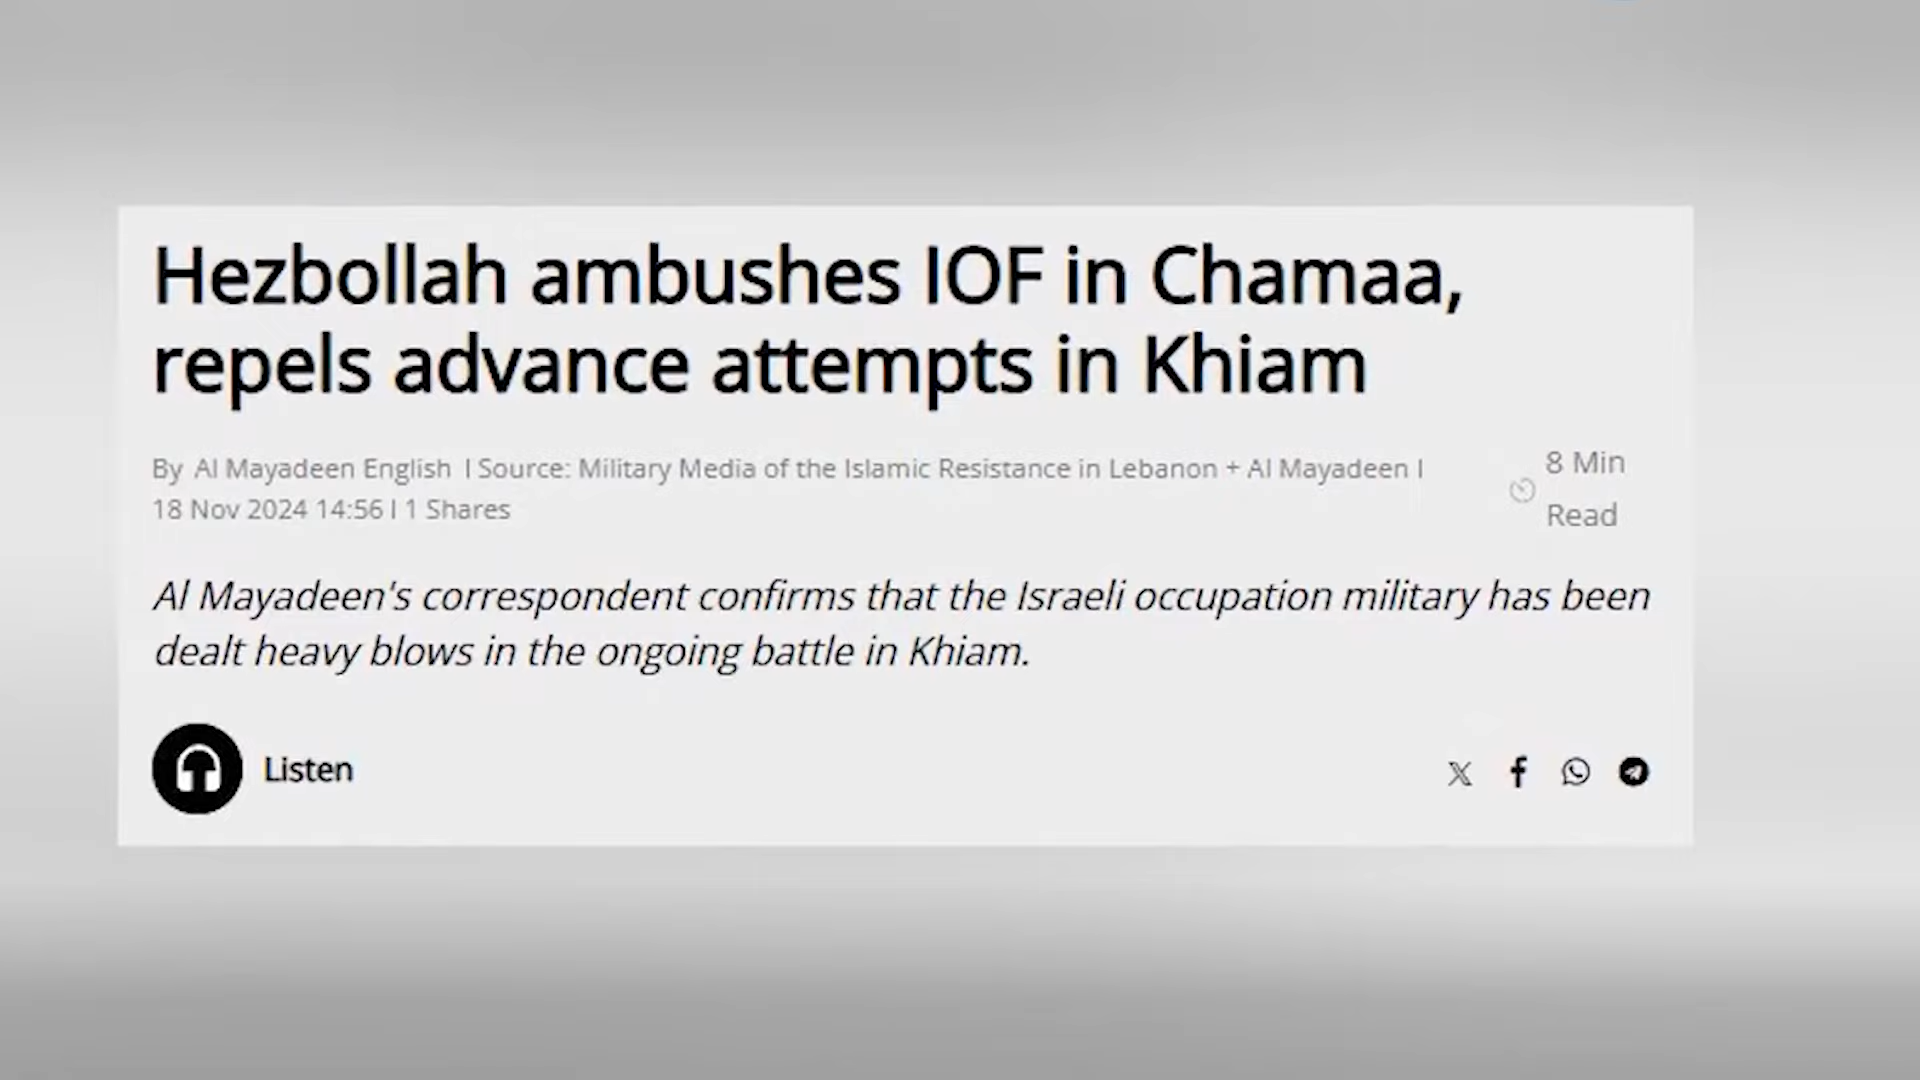 Hezbollah ambushes IOF in Chamaa,
repels advance attempts in Khiam
By Al Mayadeen English | Source: Military Media of the Islamic Resistance in Lebanon + Al Mayadeen |
18 Nov 2024 14:56 | 1 Shares
8 Min
Read
Al Mayadeen's correspondent confirms that the Israeli occupation military has been
dealt heavy blows in the ongoing battle in Khiam.
Listen